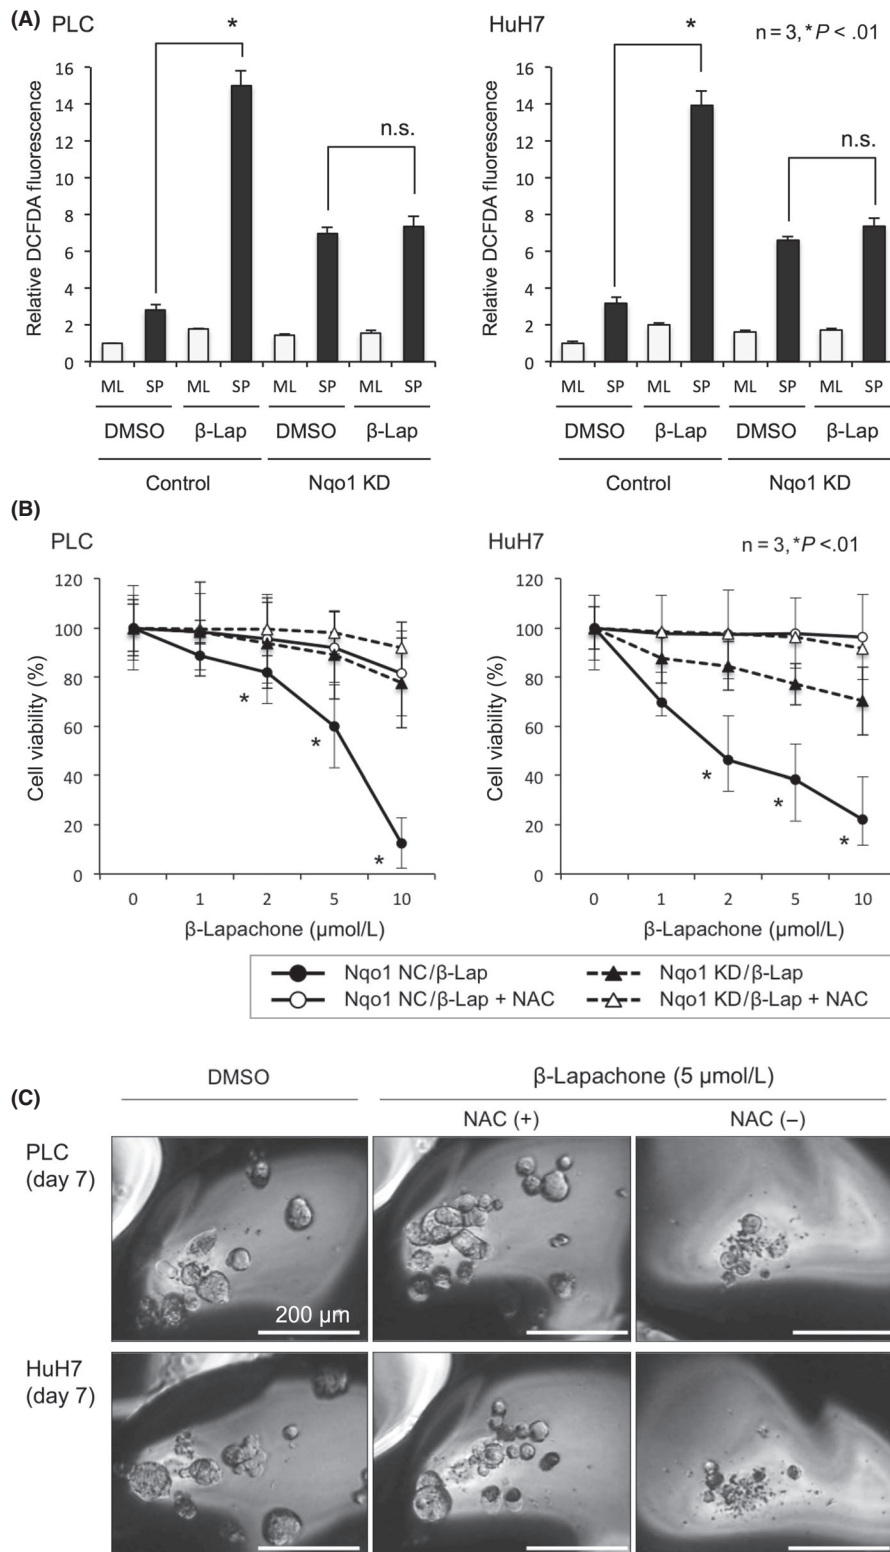 (A) PLC
HuH7
n = 3, *P < .01
*
n.s.
*
n.s.
Relative DCFDA fluorescence
16
14
12
10
8
6
4
2
0
ML SP ML SP ML SP ML SP
DMSO β-Lap DMSO β-Lap
Control Nqo1 KD
Relative DCFDA fluorescence
16
14
12
10
8
6
4
2
0
ML SP ML SP ML SP ML SP
DMSO β-Lap DMSO β-Lap
Control Nqo1 KD
(B)
PLC
HuH7
n = 3, *P <.01
Cell viability (%)
120
100
80
60
40
20
0
*
*
*
0 1 2 5 10
β-Lapachone (µmol/L)
Cell viability (%)
120
100
80
60
40
20
0
*
*
*
0 1 2 5 10
β-Lapachone (µmol/L)
Nqo1 NC/β-Lap Nqo1 KD/β-Lap
Nqo1 NC/β-Lap + NAC Nqo1 KD/β-Lap + NAC
(C)
DMSO β-Lapachone (5 µmol/L)
NAC (+) NAC (–)
PLC
(day 7)
200 µm
HuH7
(day 7)